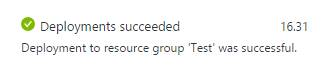 Deployments succeeded 16.31
Deployment to resource group 'Test' was successful.